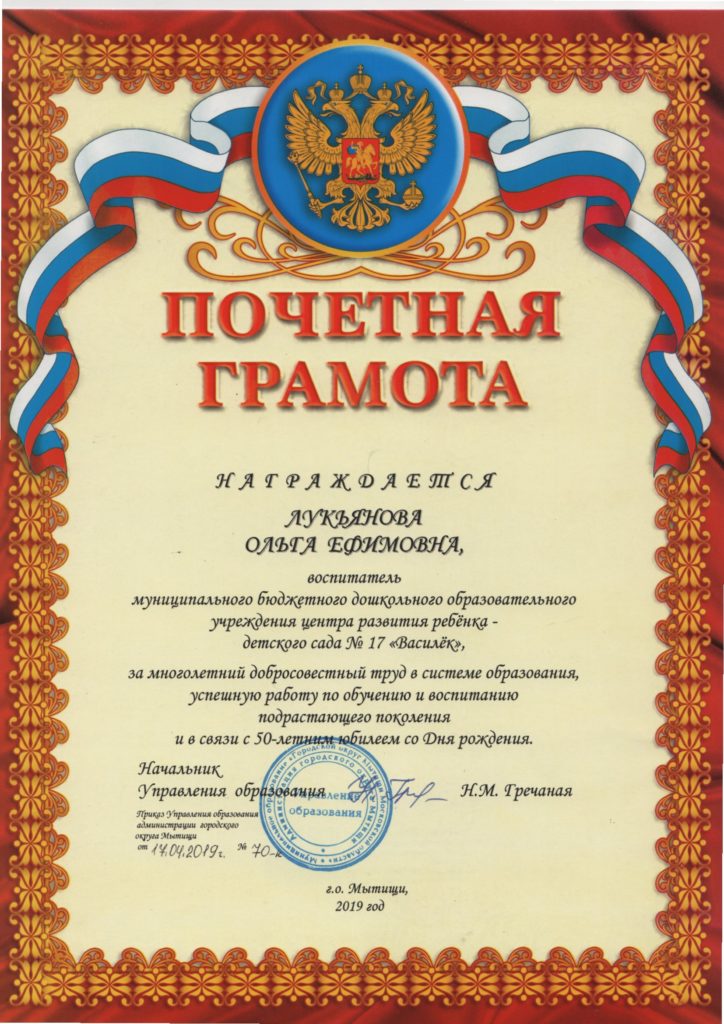 ПОЧЕТНАЯ
ГРАМОТА
НАГРАЖДАЕТСЯ
ЛУКЬЯНОВА
ОЛЬГА ЕФИМОВНА,
воспитатель
муниципального бюджетного дошкольного образовательного
учреждения центра развития ребёнка -
детского сада № 17 «Василёк»,
за многолетний добросовестный труд в системе образования,
успешную работу по обучению и воспитанию
подрастающего поколения
и в связи с 50-летним юбилеем со Дня рождения.
Начальник
Управления образования Н.М. Гречаная
Приказ Управления образования
администрации городского
округа Мытищи
от 17.04.2019г. № 70-
Управление
образования
г.о. Мытищи,
2019 год